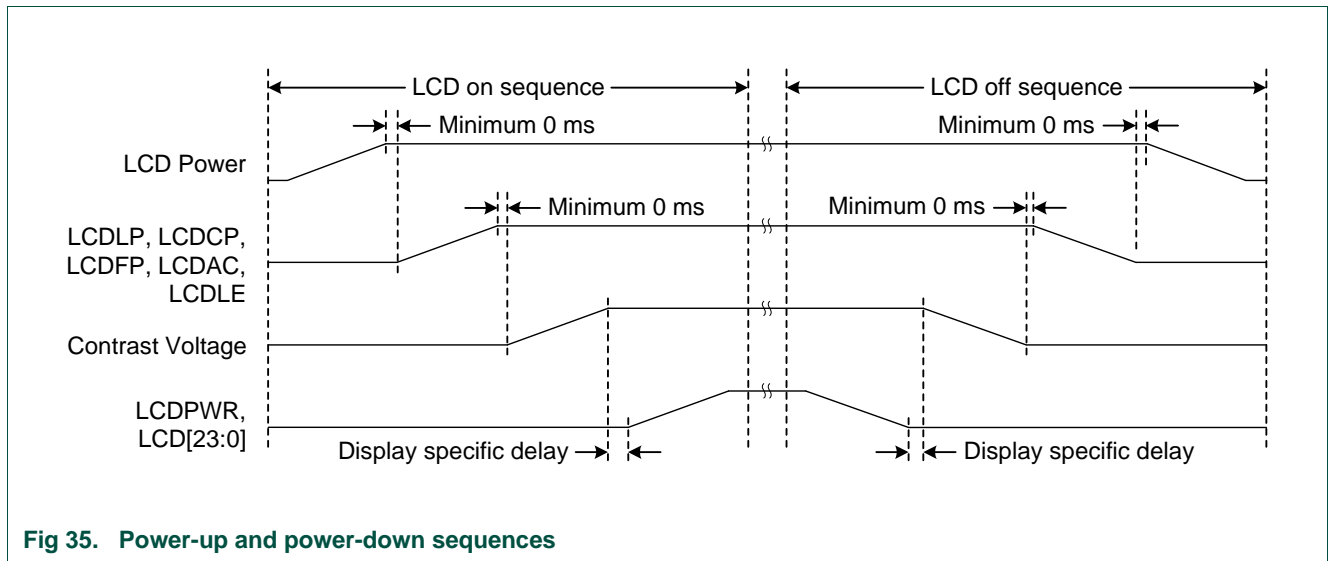 LCD on sequence
LCD off sequence
Minimum 0 ms
Minimum 0 ms
LCD Power
Minimum 0 ms
Minimum 0 ms
LCDLP, LCDCP,
LCDFP, LCDAC,
LCDLE
Contrast Voltage
LCDPWR,
LCD[23:0]
Display specific delay
Display specific delay
Fig 35. Power-up and power-down sequences